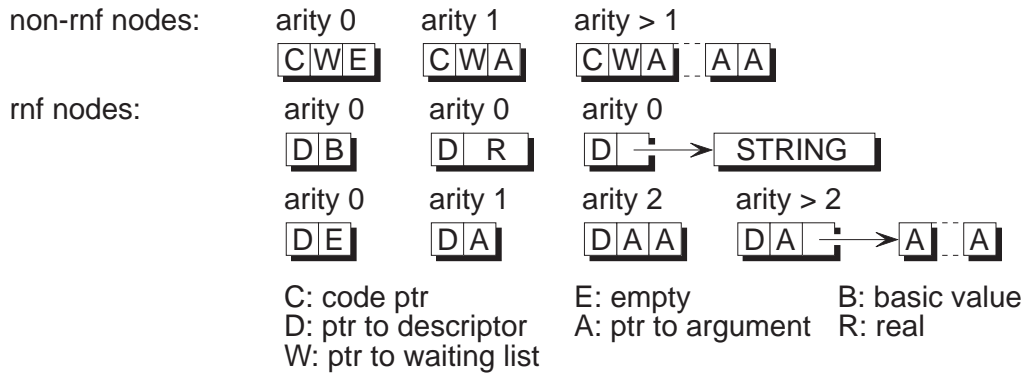 non-rnf nodes: arity 0 arity 1 arity > 1
C W E C W A C W A A A
rnf nodes: arity 0 arity 0 arity 0
D B D R D STRING
arity 0 arity 1 arity 2 arity > 2
D E D A D A A D A A A
C: code ptr E: empty B: basic value
D: ptr to descriptor A: ptr to argument R: real
W: ptr to waiting list